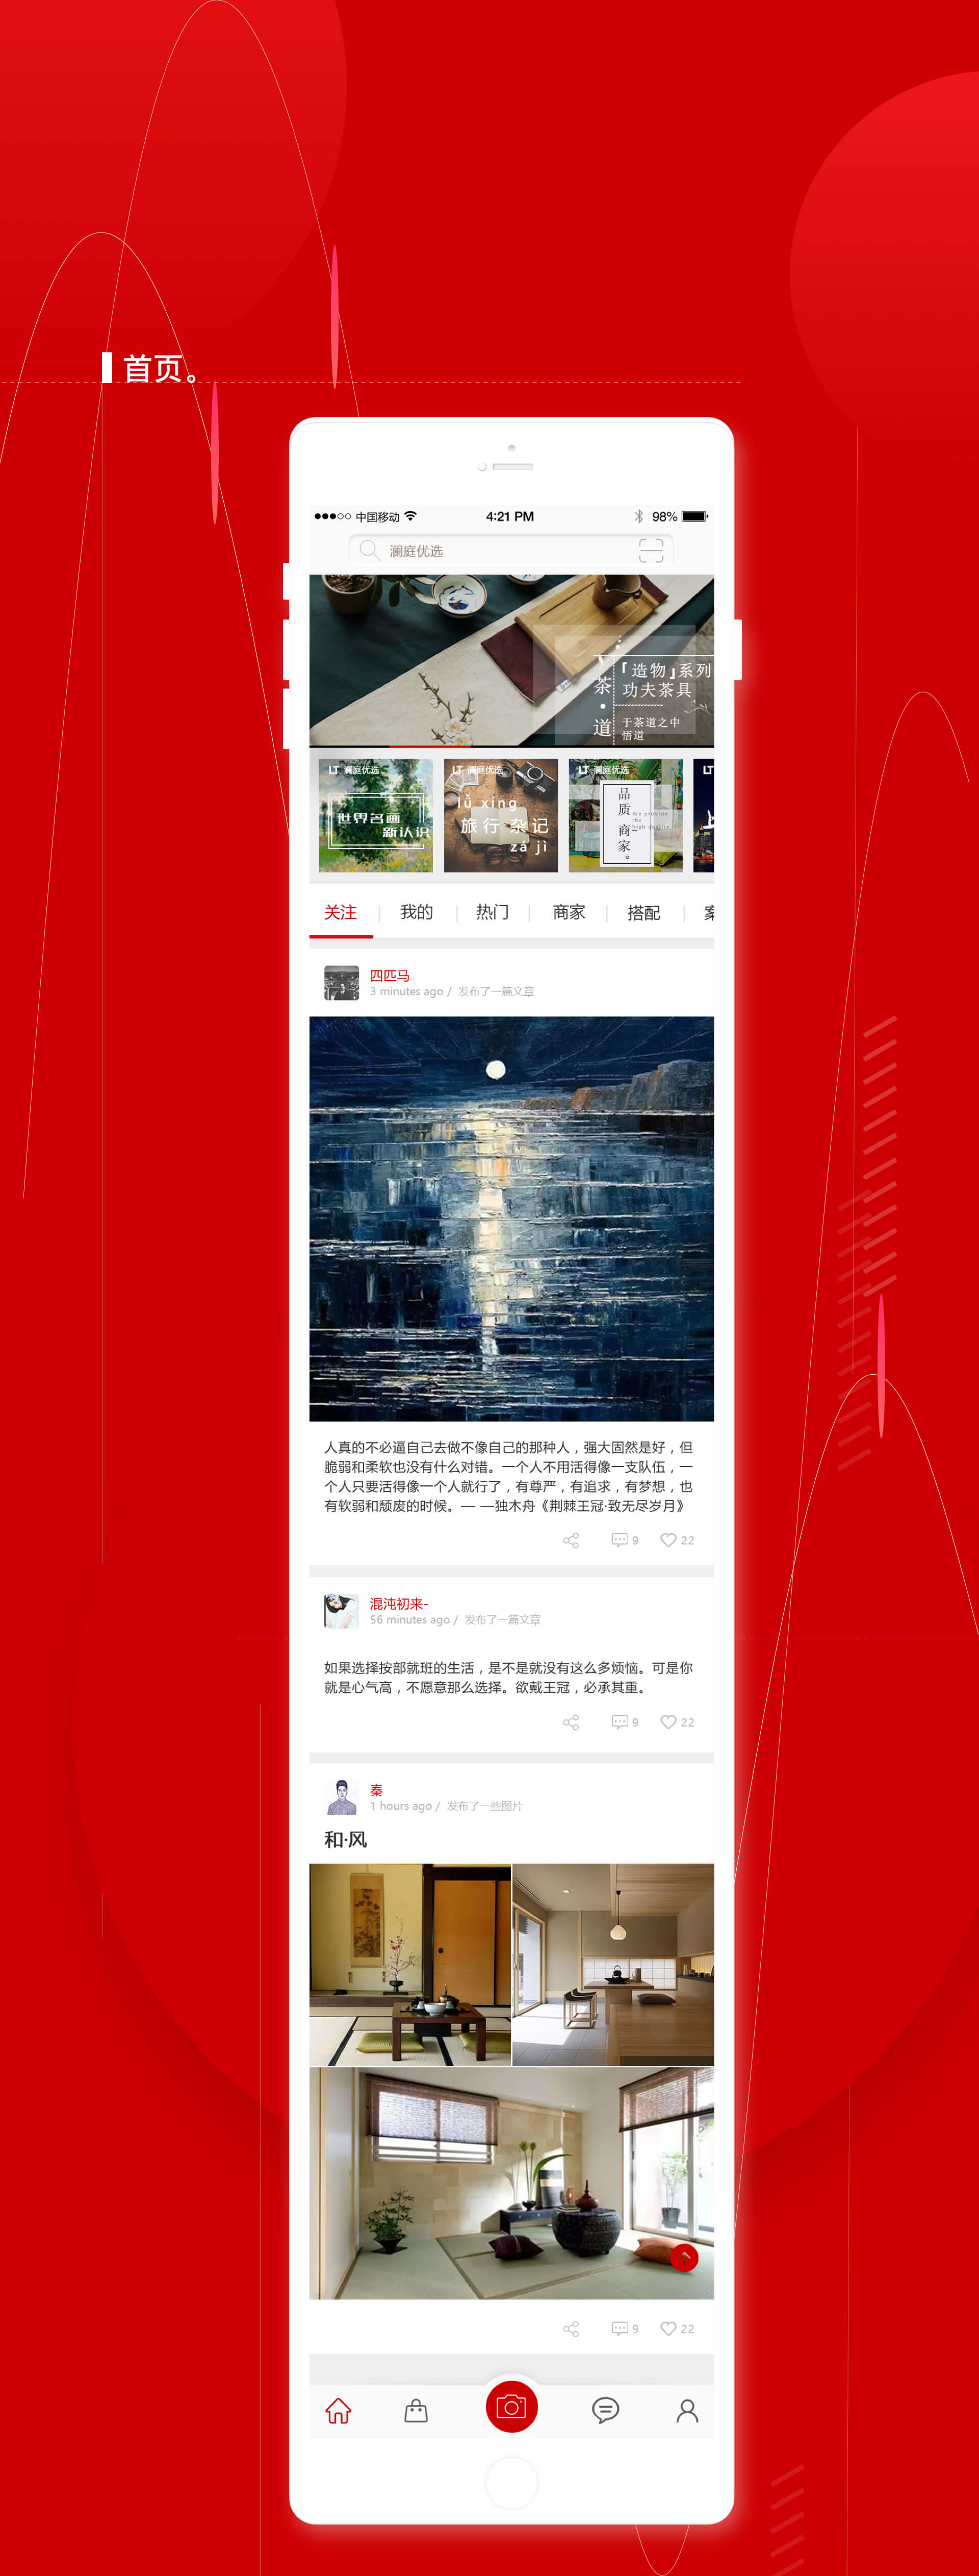 首页。
中国移动
4:21 PM
98%
澜庭优选
茶·道
「造物」系列
功夫茶具
于茶道之中
悟道
LT 澜庭优选
世界名画
新认识
LT 澜庭优选
lǚ xíng
旅行 杂记
zá jì
LT 澜庭优选
品质 商家。
We provide
the
high quality
LT
关注
我的
热门
商家
搭配
案
四匹马
3 minutes ago / 发布了一篇文章
人真的不必逼自己去做不像自己的那种人，强大固然是好，但
脆弱和柔软也没有什么对错。一个人不用活得像一支队伍，一
个人只要活得像一个人就行了，有尊严，有追求，有梦想，也
有软弱和颓废的时候。— —独木舟《荆棘王冠·致无尽岁月》
9
22
混沌初来-
56 minutes ago / 发布了一篇文章
如果选择按部就班的生活，是不是就没有这么多烦恼。可是你
就是心气高，不愿意那么选择。欲戴王冠，必承其重。
9
22
秦
1 hours ago / 发布了一些图片
和·风
9
22